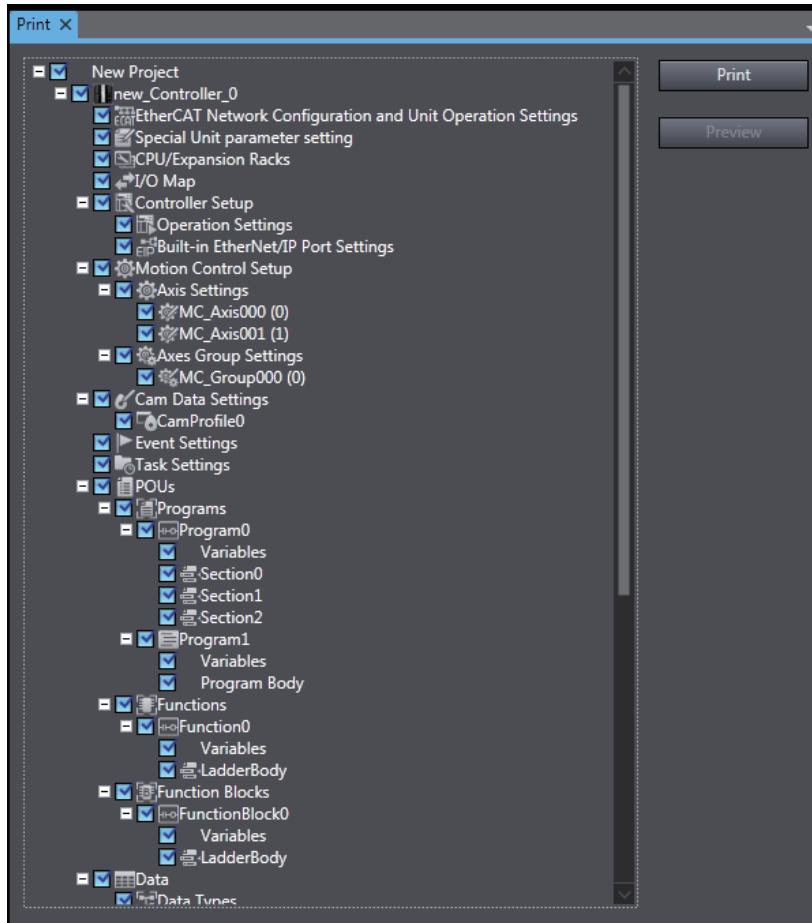 Print
New Project
new_Controller_0
EtherCAT Network Configuration and Unit Operation Settings
Special Unit parameter setting
CPU/Expansion Racks
I/O Map
Controller Setup
Operation Settings
Built-in EtherNet/IP Port Settings
Motion Control Setup
Axis Settings
MC_Axis000 (0)
MC_Axis001 (1)
Axes Group Settings
MC_Group000 (0)
Cam Data Settings
CamProfile0
Event Settings
Task Settings
POUs
Programs
Program0
Variables
Section0
Section1
Section2
Program1
Variables
Program Body
Functions
Function0
Variables
LadderBody
Function Blocks
FunctionBlock0
Variables
LadderBody
Data
Data Types
Print
Preview